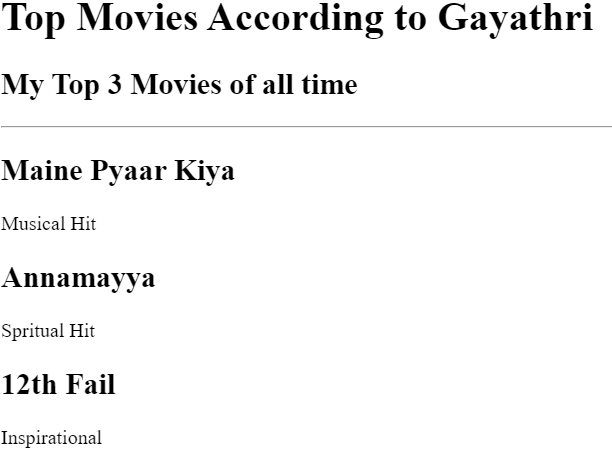 Top Movies According to Gayathri
My Top 3 Movies of all time
Maine Pyaar Kiya
Musical Hit
Annamayya
Spritual Hit
12th Fail
Inspirational